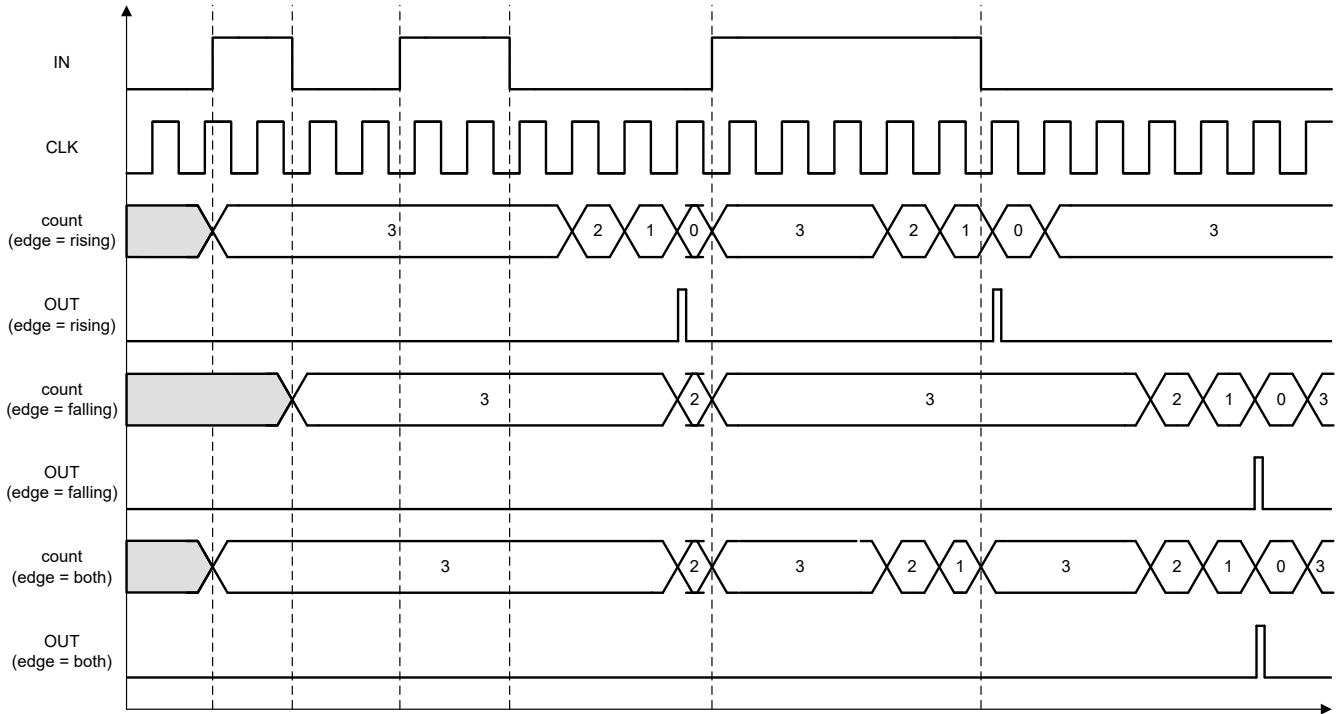 IN
CLK
count
(edge = rising)
3 2 1 0 3 2 1 0 3
OUT
(edge = rising)
count
(edge = falling)
3 2 3 2 1 0 3
OUT
(edge = falling)
count
(edge = both)
3 2 3 2 1 3 2 1 0 3
OUT
(edge = both)